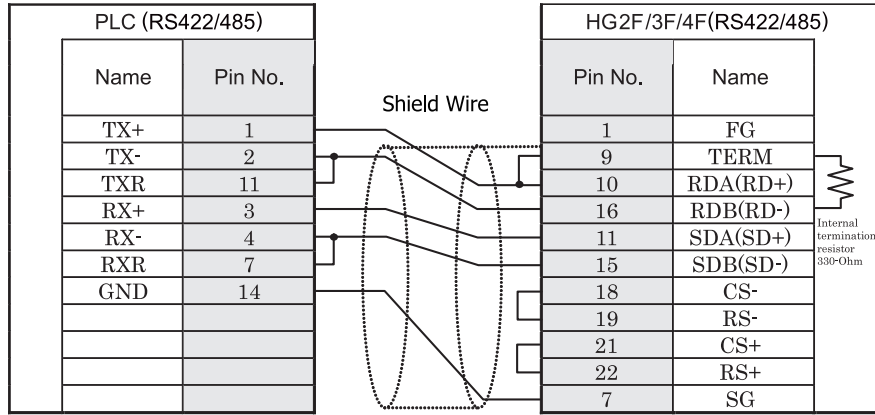 PLC (RS422/485) HG2F/3F/4F(RS422/485)
Name Pin No. Pin No. Name
Shield Wire
TX+ 1 1 FG
TX- 2 9 TERM
TXR 11 10 RDA(RD+)
RX+ 3 16 RDB(RD-)
RX- 4 11 SDA(SD+)
RXR 7 15 SDB(SD-)
GND 14 18 CS-
19 RS-
21 CS+
22 RS+
7 SG
Internal
termination
resistor
330-Ohm